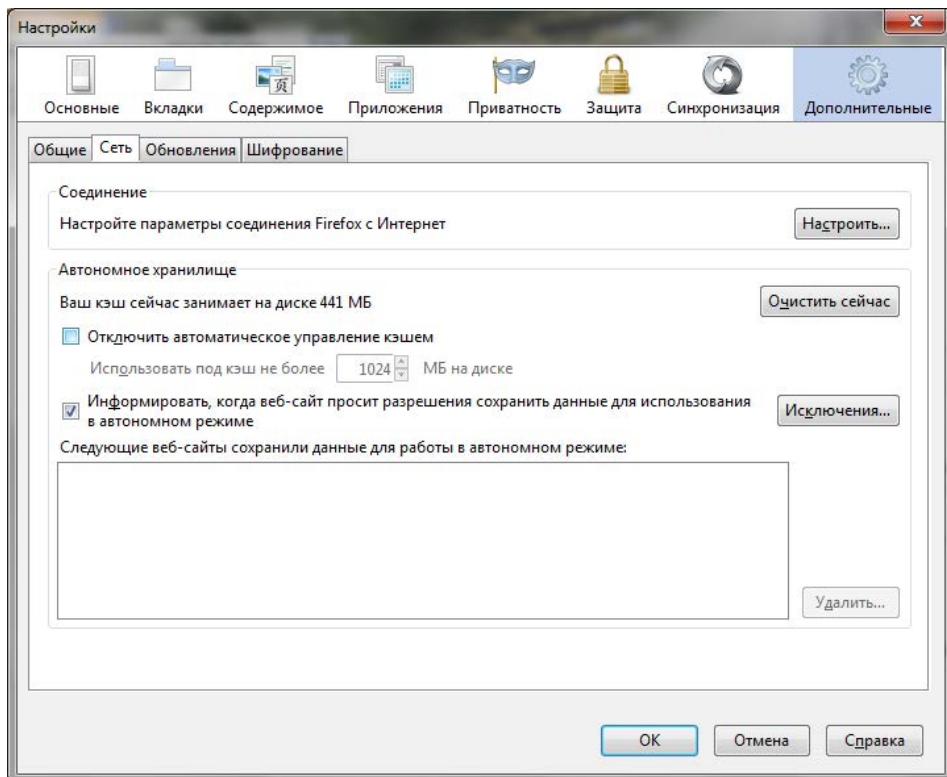 Настройки
Основные Вкладки Содержимое Приложения Приватность Защита Синхронизация Дополнительные
Общие Сеть Обновления Шифрование
Соединение
Настройте параметры соединения Firefox с Интернет Настроить...
Автономное хранилище
Ваш кэш сейчас занимает на диске 441 МБ Очистить сейчас
Отключить автоматическое управление кэшем
Использовать под кэш не более 1024 МБ на диске
Информировать, когда веб-сайт просит разрешения сохранить данные для использования
в автономном режиме Исключения...
Следующие веб-сайты сохранили данные для работы в автономном режиме:
Удалить...
OK Отмена Справка